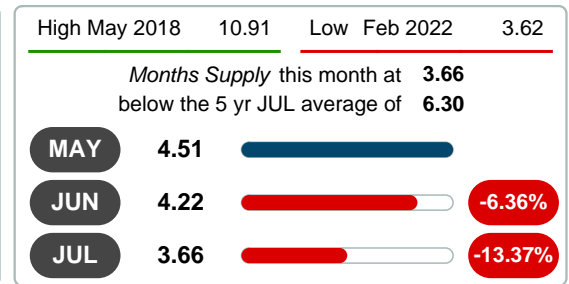 High May 2018 10.91 Low Feb 2022 3.62
Months Supply this month at 3.66
below the 5 yr JUL average of 6.30
MAY 4.51
JUN 4.22 -6.36%
JUL 3.66 -13.37%